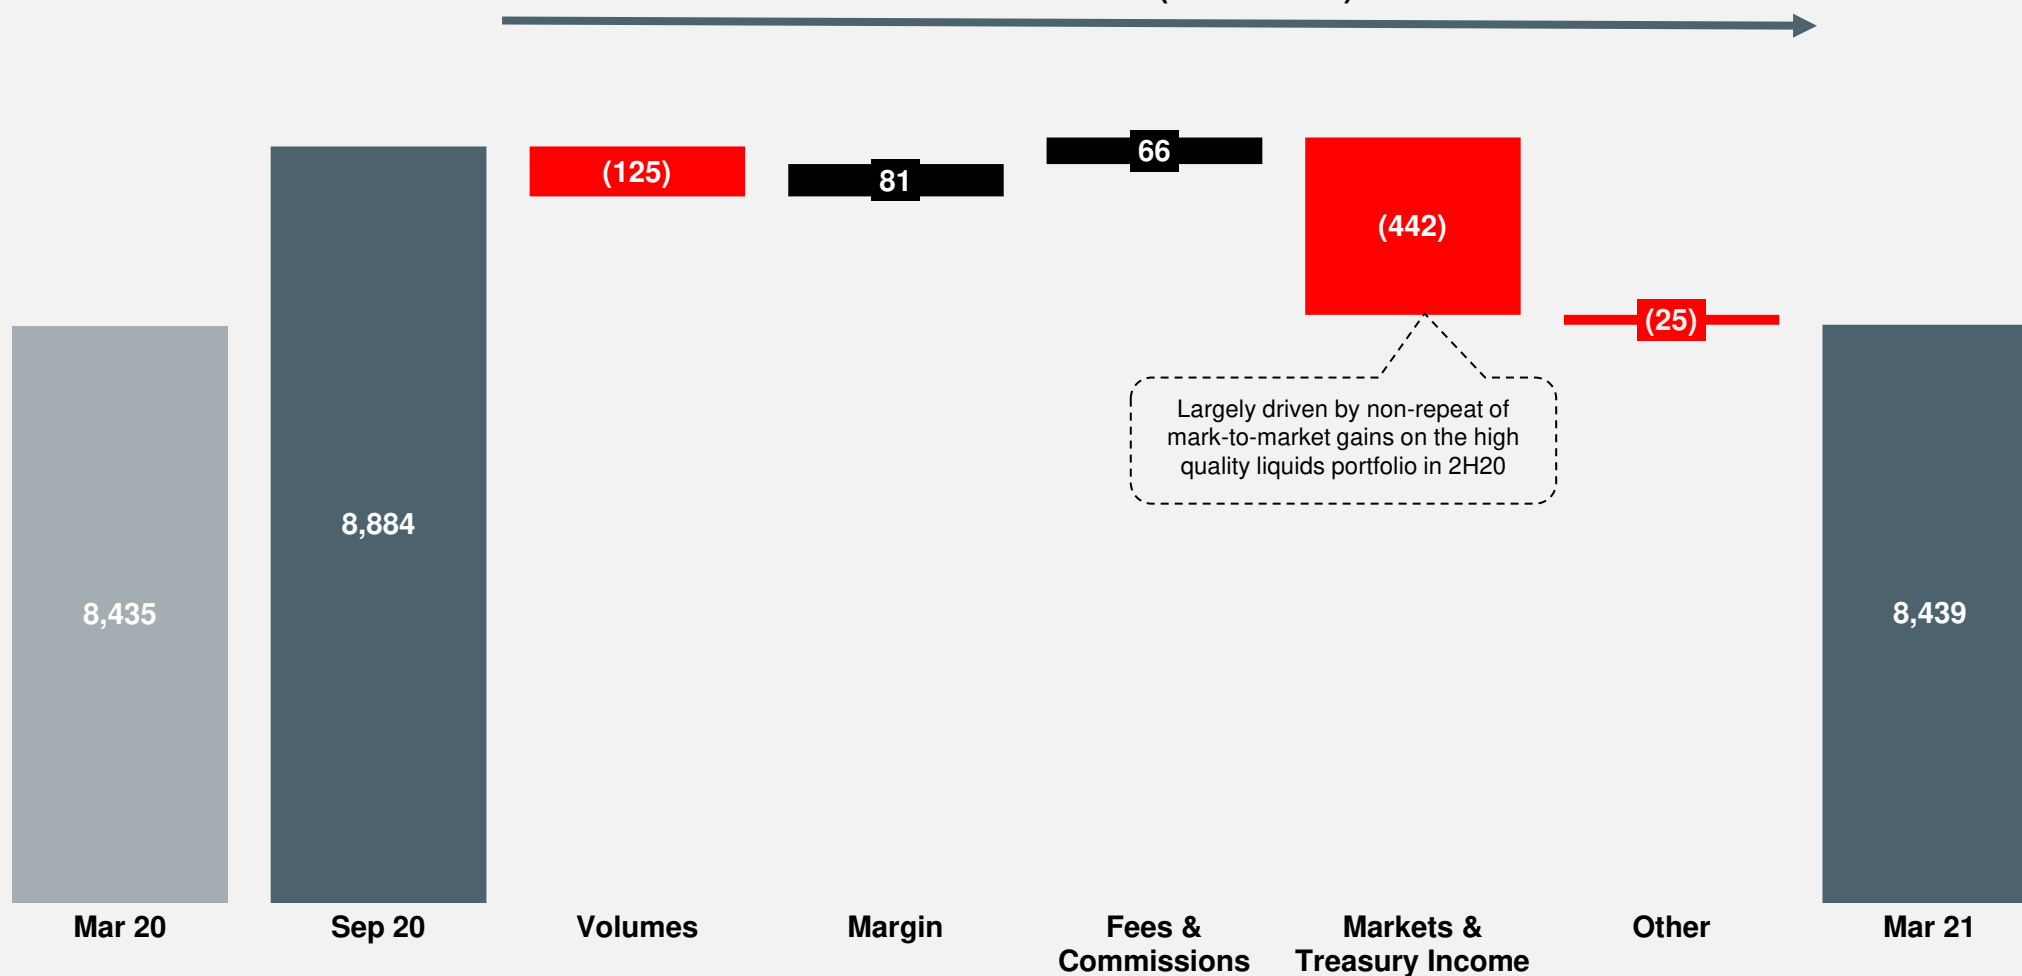 (125)
81
66
(442)
(25)
Largely driven by non-repeat of
mark-to-market gains on the high
quality liquids portfolio in 2H20
8,435
8,884
8,439
Mar 20
Sep 20
Volumes
Margin
Fees &
Commissions
Markets &
Treasury Income
Other
Mar 21